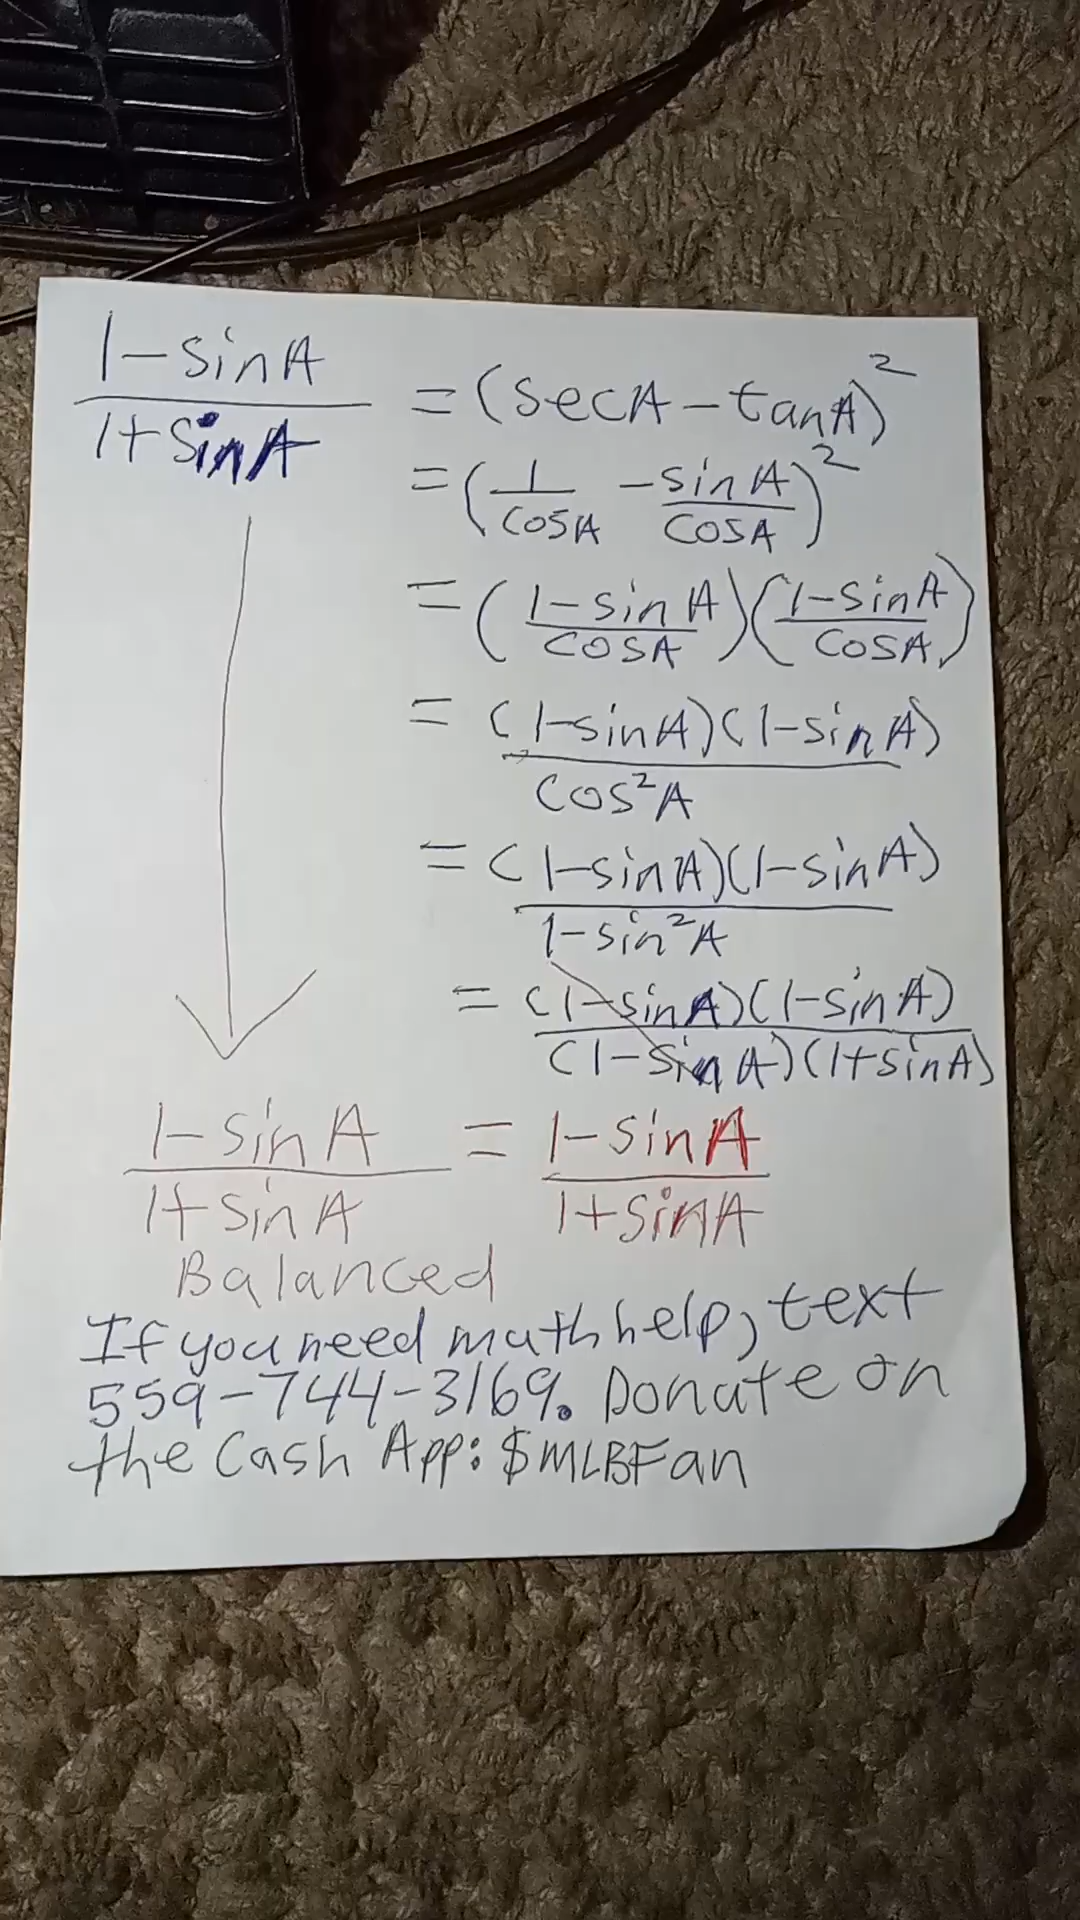 1-sinA
1+sinA
= (secA - tanA)²
= (1/cosA - sinA/cosA)²
= (1-sinA/cosA)(1-sinA/cosA)
= (1-sinA)(1-sinA)
cos²A
= (1-sinA)(1-sinA)
1-sin²A
= (1-sinA)(1-sinA)
(1-sinA)(1+sinA)
1-sinA = 1-sinA
1+sinA 1+sinA
Balanced
If you need math help, text
559-744-3169. Donate on
the Cash App: $MLBFan